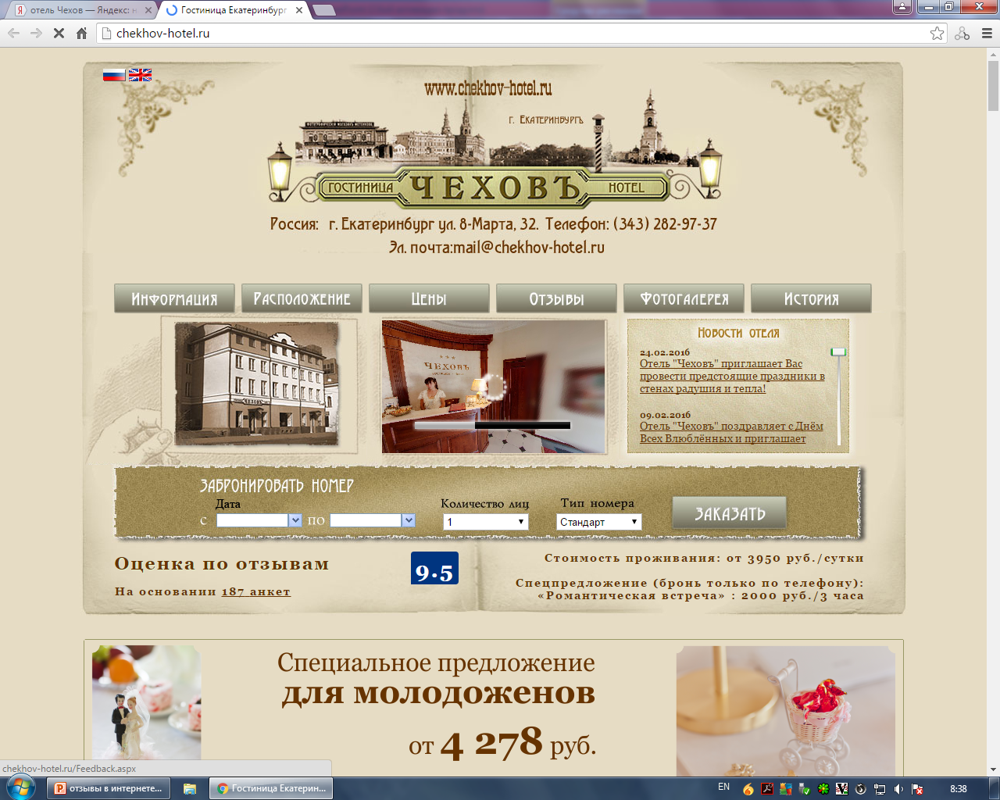 отель Чехов — Яндекс: н
Гостиница Екатеринбург
chekhov-hotel.ru
www.chekhov-hotel.ru
г. Екатеринбургъ
ГОСТИНИЦА ЧЕХОВЪ HOTEL
Россия: г. Екатеринбург ул. 8-Марта, 32. Телефон: (343) 282-97-37
Эл. почта:mail@chekhov-hotel.ru
Информация Расположение Цены Отзывы Фотогалерея История
ЧЕХОВЪ
ЧЕХОВЪ
Новости отеля
24.02.2016
Отель "Чеховъ" приглашает Вас
провести предстоящие праздники в
стенах радушия и тепла!
09.02.2016
Отель "Чеховъ" поздравляет с Днём
Всех Влюблённых и приглашает
ЗАБРОНИРОВАТЬ НОМЕР
Дата Количество лиц Тип номера
с по 1 Стандарт ЗАКАЗАТЬ
Оценка по отзывам 9.5
На основании 187 анкет
Стоимость проживания: от 3950 руб./сутки
Спецпредложение (бронь только по телефону):
«Романтическая встреча» : 2000 руб./3 часа
Специальное предложение
для молодоженов
от 4 278 руб.
chekhov-hotel.ru/Feedback.aspx
отзывы в интернете... Гостиница Екатерин... EN 8:38